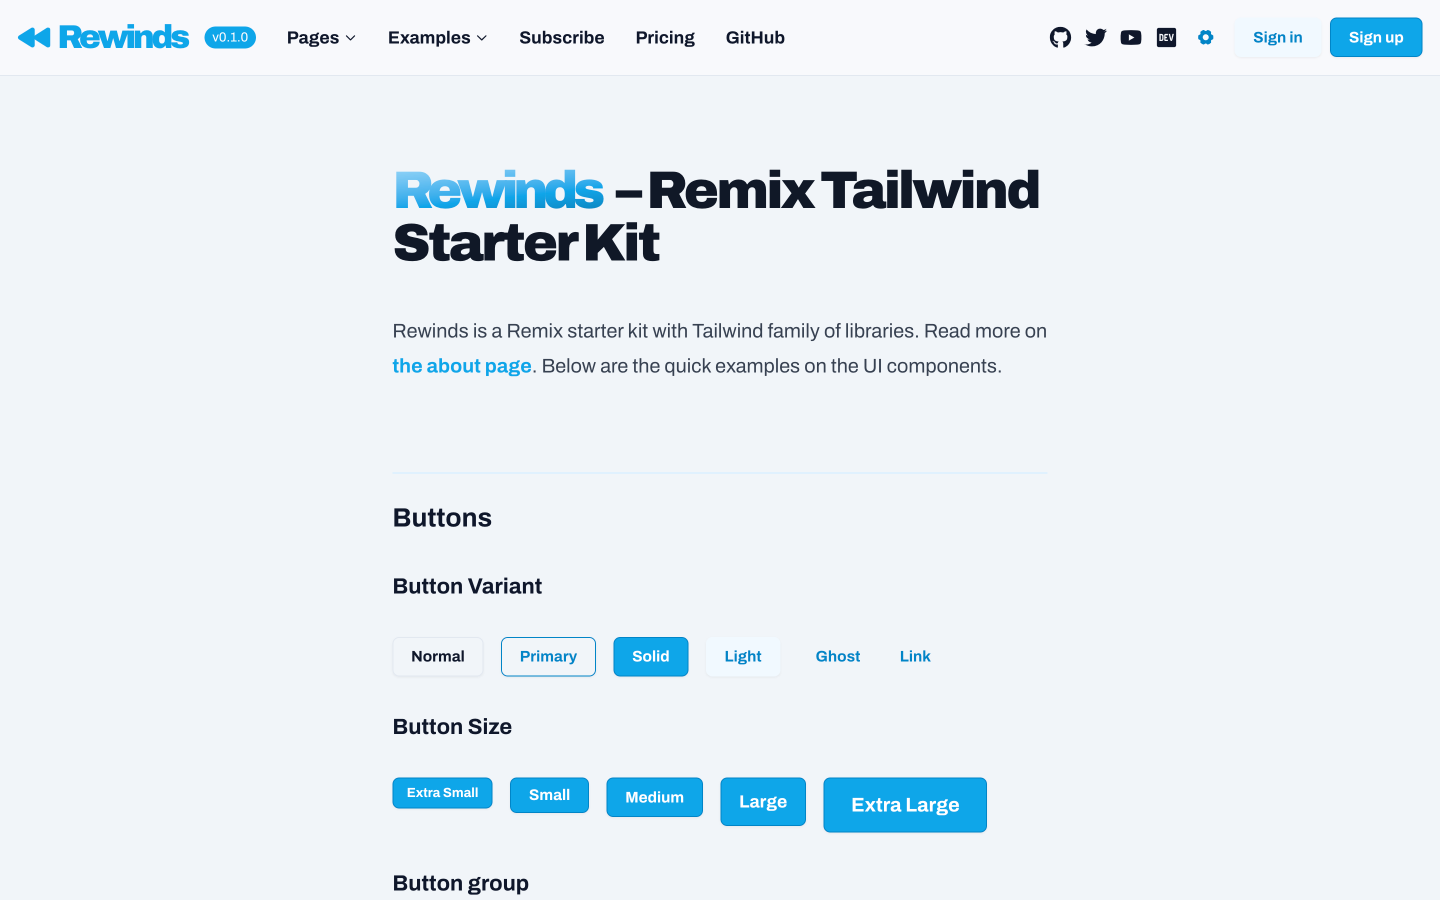 Rewinds v0.1.0 Pages Examples Subscribe Pricing GitHub DEV Sign in Sign up
Rewinds – Remix Tailwind
Starter Kit
Rewinds is a Remix starter kit with Tailwind family of libraries. Read more on
the about page. Below are the quick examples on the UI components.
Buttons
Button Variant
Normal Primary Solid Light Ghost Link
Button Size
Extra Small Small Medium Large Extra Large
Button group